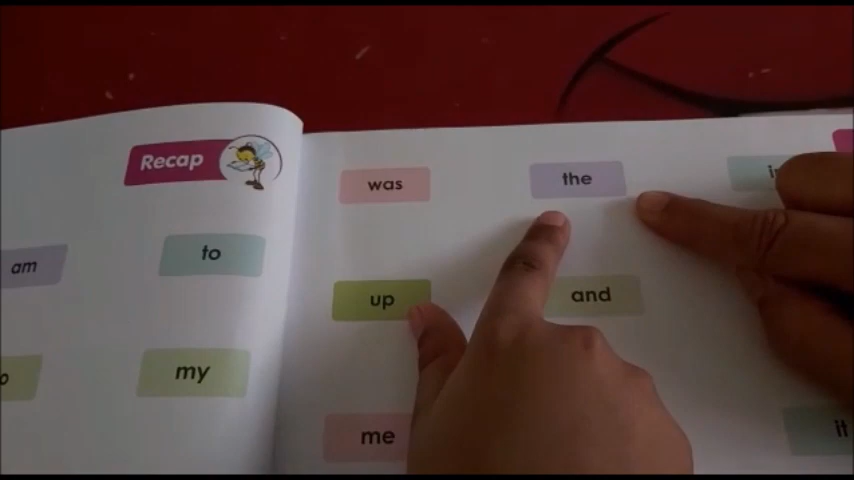 Recap
am to
my
was the
up and
me it